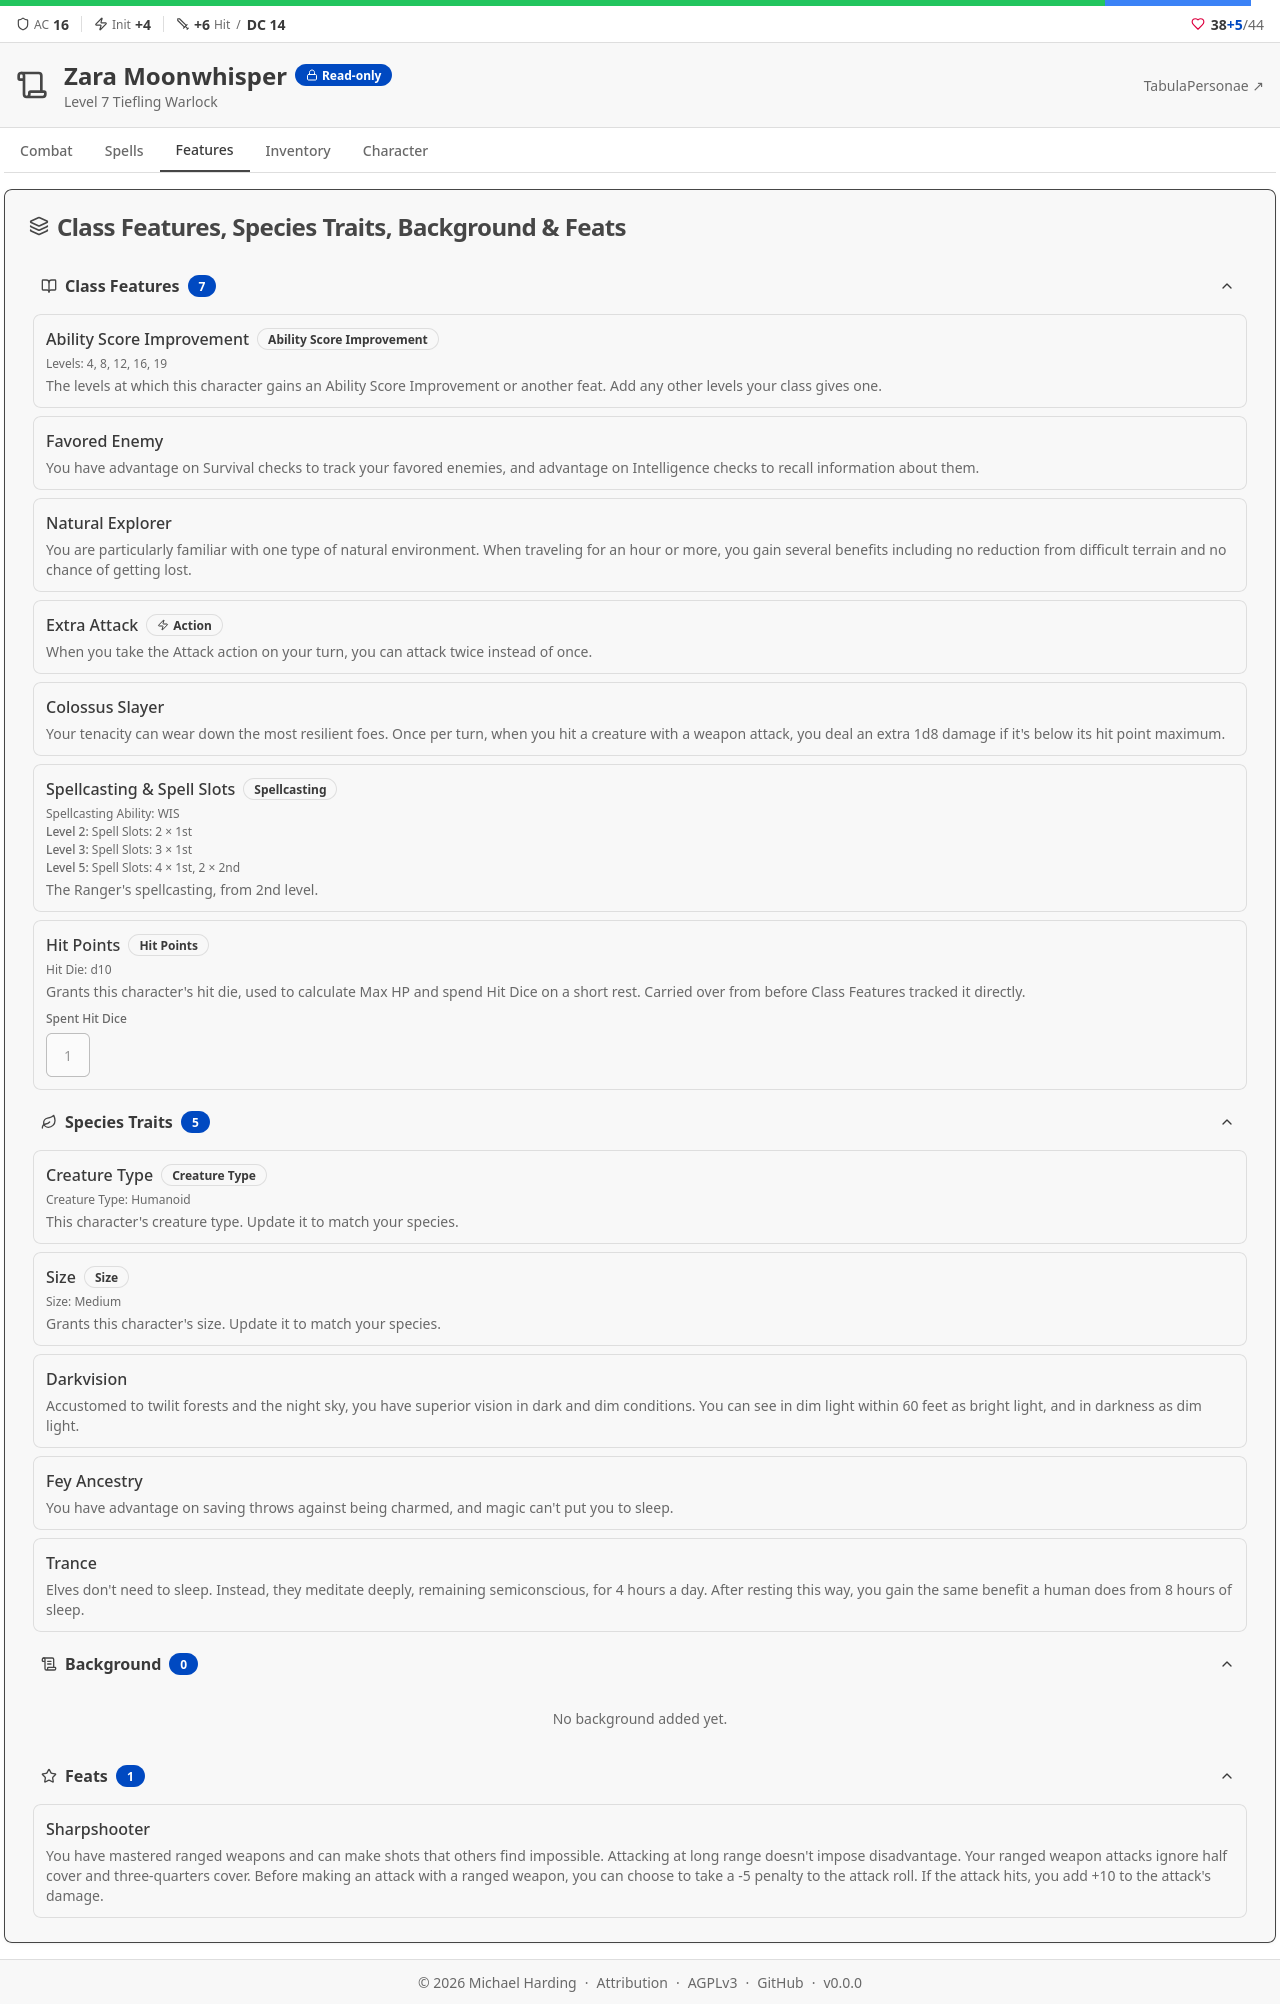 AC 16 Init +4 +6 Hit / DC 14 38+5/44
Zara Moonwhisper Read-only
Level 7 Tiefling Warlock
TabulaPersonae ↗
Combat Spells Features Inventory Character
Class Features, Species Traits, Background & Feats
Class Features 7
Ability Score Improvement Ability Score Improvement
Levels: 4, 8, 12, 16, 19
The levels at which this character gains an Ability Score Improvement or another feat. Add any other levels your class gives one.
Favored Enemy
You have advantage on Survival checks to track your favored enemies, and advantage on Intelligence checks to recall information about them.
Natural Explorer
You are particularly familiar with one type of natural environment. When traveling for an hour or more, you gain several benefits including no reduction from difficult terrain and no
chance of getting lost.
Extra Attack Action
When you take the Attack action on your turn, you can attack twice instead of once.
Colossus Slayer
Your tenacity can wear down the most resilient foes. Once per turn, when you hit a creature with a weapon attack, you deal an extra 1d8 damage if it's below its hit point maximum.
Spellcasting & Spell Slots Spellcasting
Spellcasting Ability: WIS
Level 2: Spell Slots: 2 × 1st
Level 3: Spell Slots: 3 × 1st
Level 5: Spell Slots: 4 × 1st, 2 × 2nd
The Ranger's spellcasting, from 2nd level.
Hit Points Hit Points
Hit Die: d10
Grants this character's hit die, used to calculate Max HP and spend Hit Dice on a short rest. Carried over from before Class Features tracked it directly.
Spent Hit Dice
1
Species Traits 5
Creature Type Creature Type
Creature Type: Humanoid
This character's creature type. Update it to match your species.
Size Size
Size: Medium
Grants this character's size. Update it to match your species.
Darkvision
Accustomed to twilit forests and the night sky, you have superior vision in dark and dim conditions. You can see in dim light within 60 feet as bright light, and in darkness as dim
light.
Fey Ancestry
You have advantage on saving throws against being charmed, and magic can't put you to sleep.
Trance
Elves don't need to sleep. Instead, they meditate deeply, remaining semiconscious, for 4 hours a day. After resting this way, you gain the same benefit a human does from 8 hours of
sleep.
Background 0
No background added yet.
Feats 1
Sharpshooter
You have mastered ranged weapons and can make shots that others find impossible. Attacking at long range doesn't impose disadvantage. Your ranged weapon attacks ignore half
cover and three-quarters cover. Before making an attack with a ranged weapon, you can choose to take a -5 penalty to the attack roll. If the attack hits, you add +10 to the attack's
damage.
© 2026 Michael Harding · Attribution · AGPLv3 · GitHub · v0.0.0